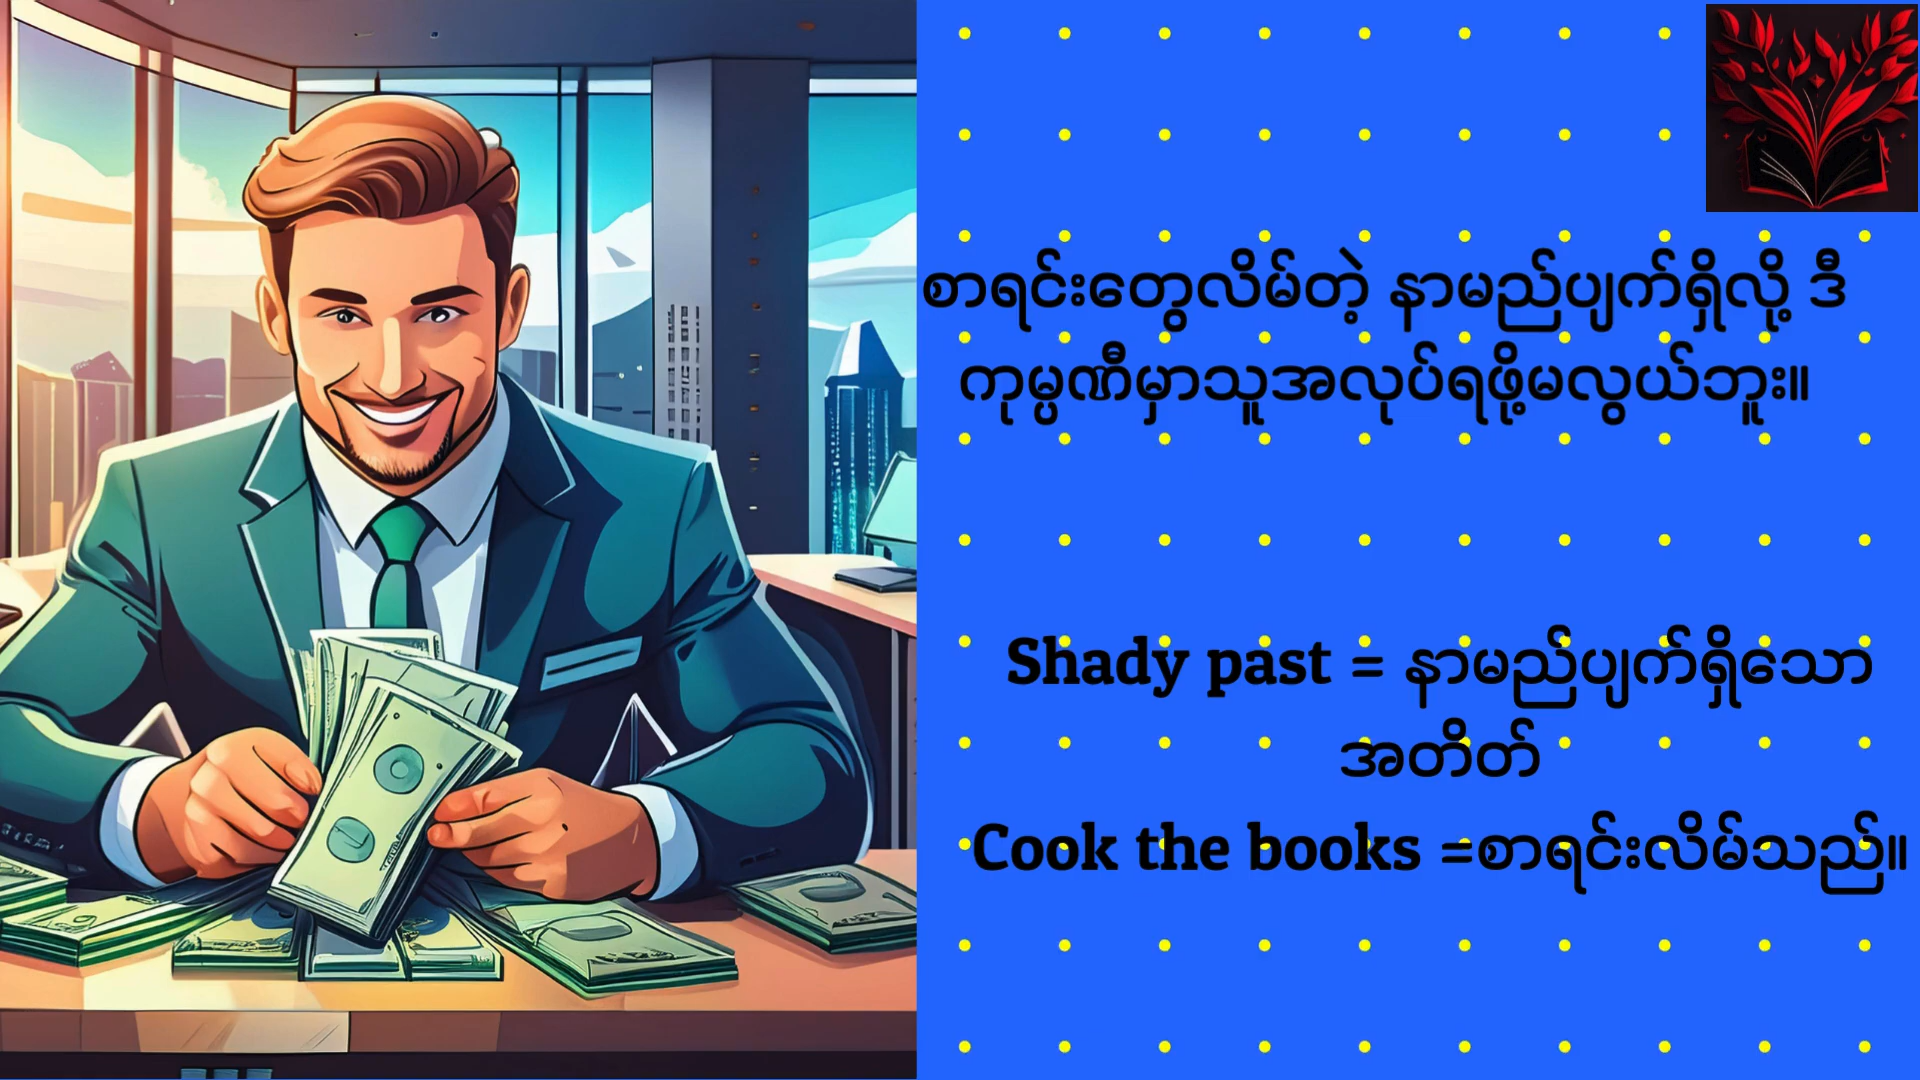 စာရင်းတွေလိမ်တဲ့ နာမည်ပျက်ရှိလို့ ဒီ
ကုမ္ပဏီမှာသူအလုပ်ရဖို့မလွယ်ဘူး။
Shady past = နာမည်ပျက်ရှိသော
အတိတ်
Cook the books =စာရင်းလိမ်သည်။